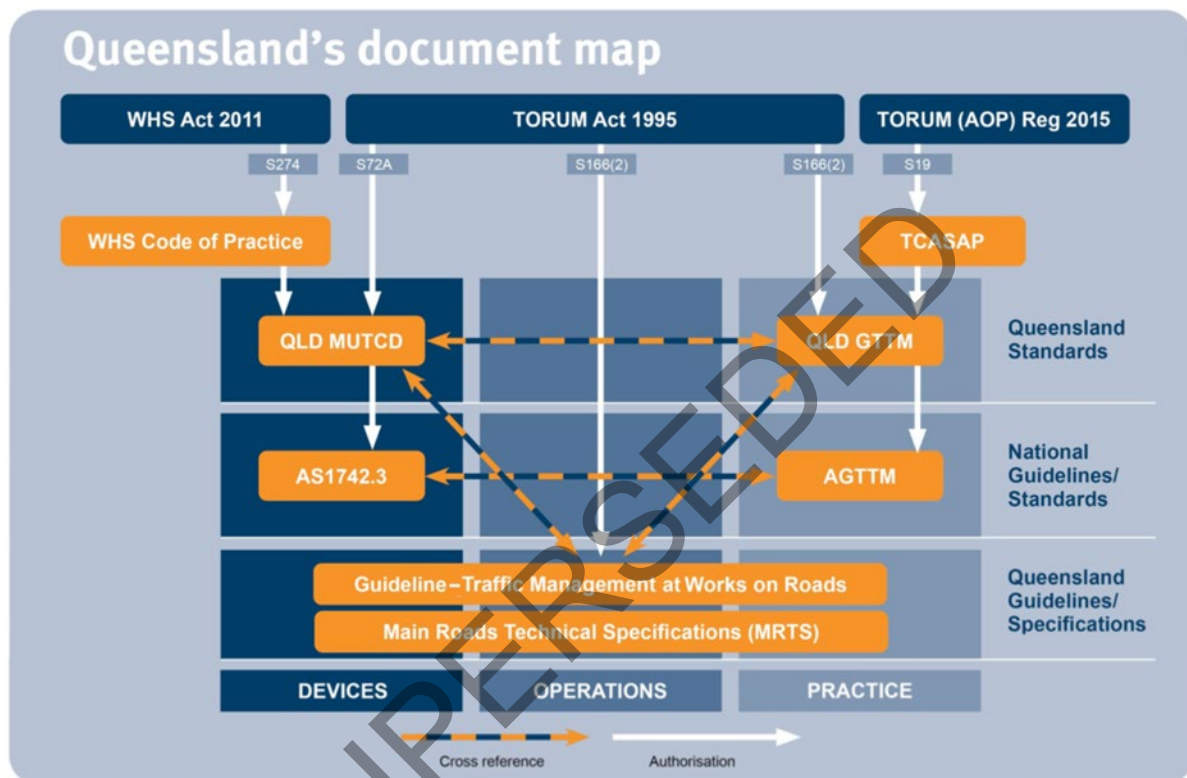 Queensland's document map
WHS Act 2011
TORUM Act 1995
TORUM (AOP) Reg 2015
S274
S72A
S166(2)
S166(2)
S19
WHS Code of Practice
TCASAP
QLD MUTCD
QLD GTTM
Queensland
Standards
AS1742.3
AGTTM
National
Guidelines/
Standards
Guideline–Traffic Management at Works on Roads
Main Roads Technical Specifications (MRTS)
Queensland
Guidelines/
Specifications
DEVICES
OPERATIONS
PRACTICE
Cross reference
Authorisation
UPERSEDED